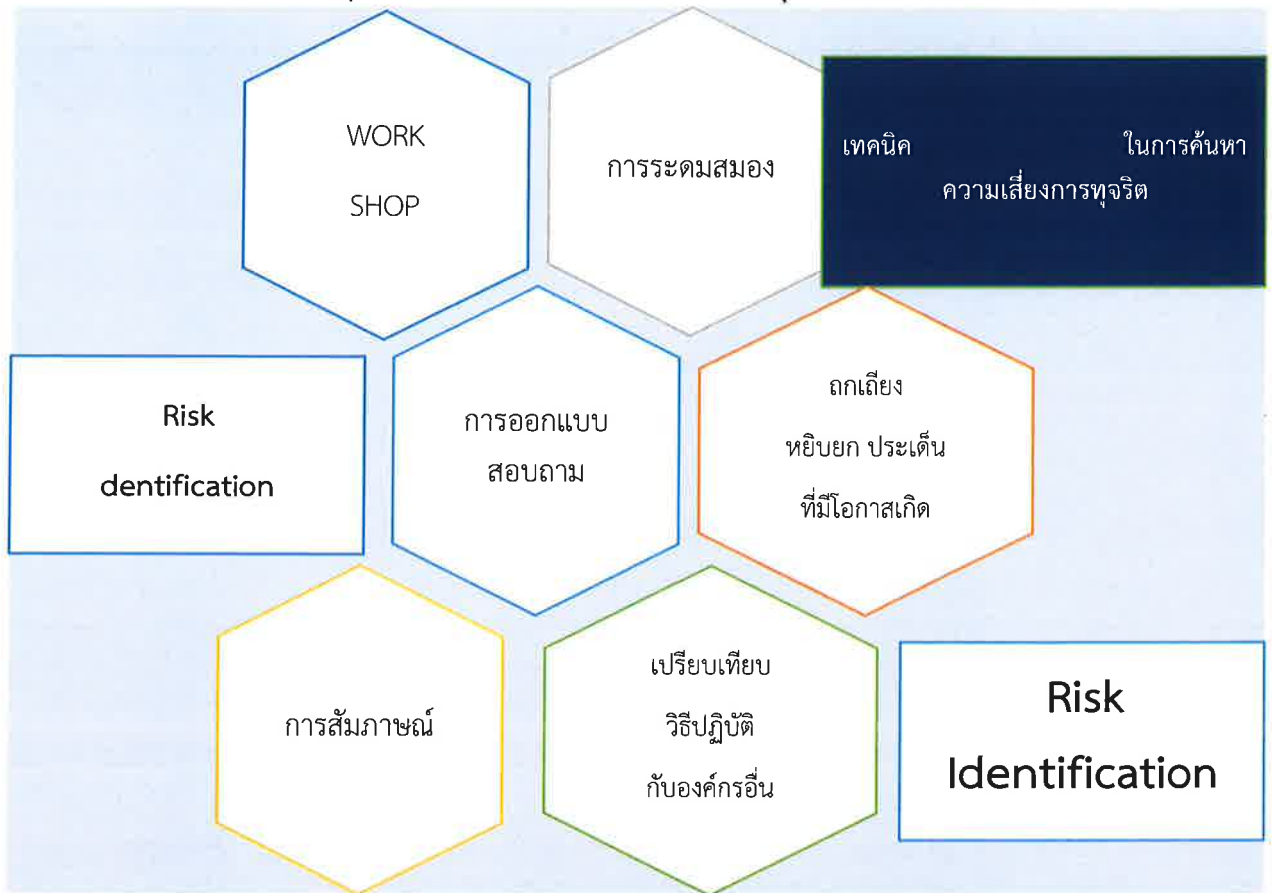 WORK
SHOP
การระดมสมอง
เทคนิค ในการค้นหา
ความเสี่ยงการทุจริต
Risk
dentification
การออกแบบ
สอบถาม
ถกเถียง
หยิบยก ประเด็น
ที่มีโอกาสเกิด
การสัมภาษณ์
เปรียบเทียบ
วิธีปฏิบัติ
กับองค์กรอื่น
Risk
Identification